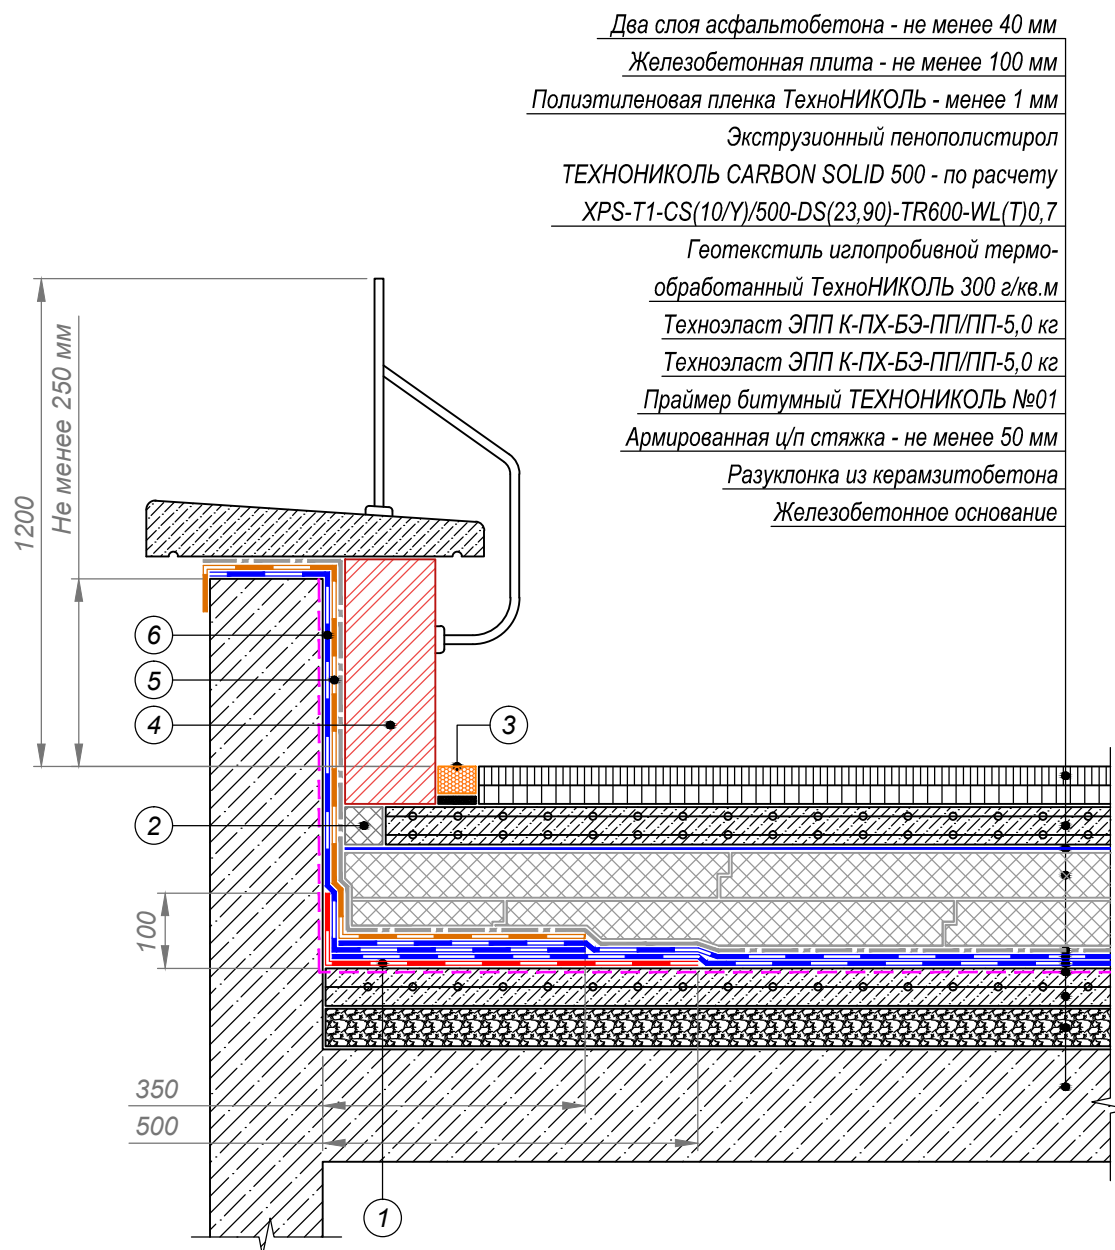 Два слоя асфальтобетона - не менее 40 мм
Железобетонная плита - не менее 100 мм
Полиэтиленовая пленка ТехноНИКОЛЬ - менее 1 мм
Экструзионный пенополистирол
ТЕХНОНИКОЛЬ CARBON SOLID 500 - по расчету
XPS-T1-CS(10/Y)/500-DS(23,90)-TR600-WL(T)0,7
Геотекстиль иглопробивной термо-
обработанный ТехноНИКОЛЬ 300 г/кв.м
Техноэласт ЭПП К-ПХ-БЭ-ПП/ПП-5,0 кг
Техноэласт ЭПП К-ПХ-БЭ-ПП/ПП-5,0 кг
Праймер битумный ТЕХНОНИКОЛЬ №01
Армированная ц/п стяжка - не менее 50 мм
Разуклонка из керамзитобетона
Железобетонное основание
1200
Не менее 250 мм
6
5
4
3
2
100
350
500
1